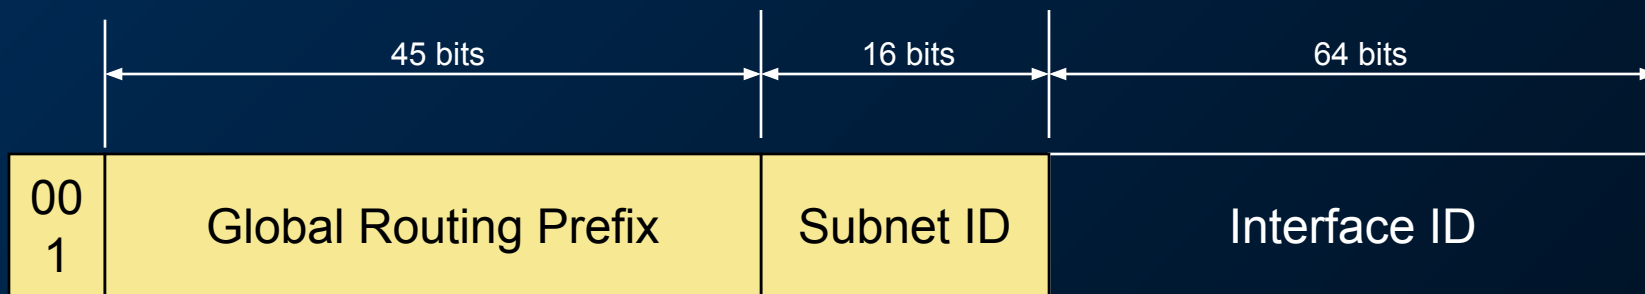 45 bits
16 bits
64 bits
00
1
Global Routing Prefix
Subnet ID
Interface ID